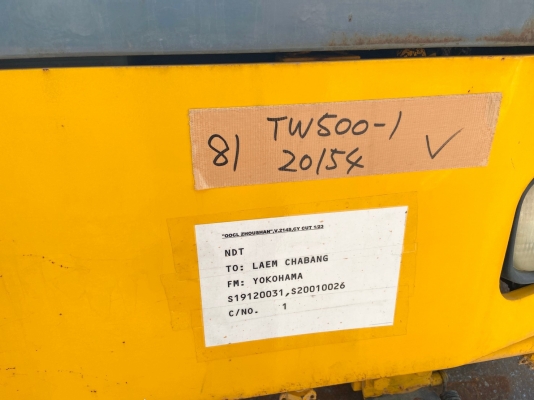 TW500-1
81 20154 ✓
"OOCL ZHOUSHAN",V.214S,CY CUT 1/23
NDT
TO: LAEM CHABANG
FM: YOKOHAMA
S19120031,S20010026
C/NO. 1